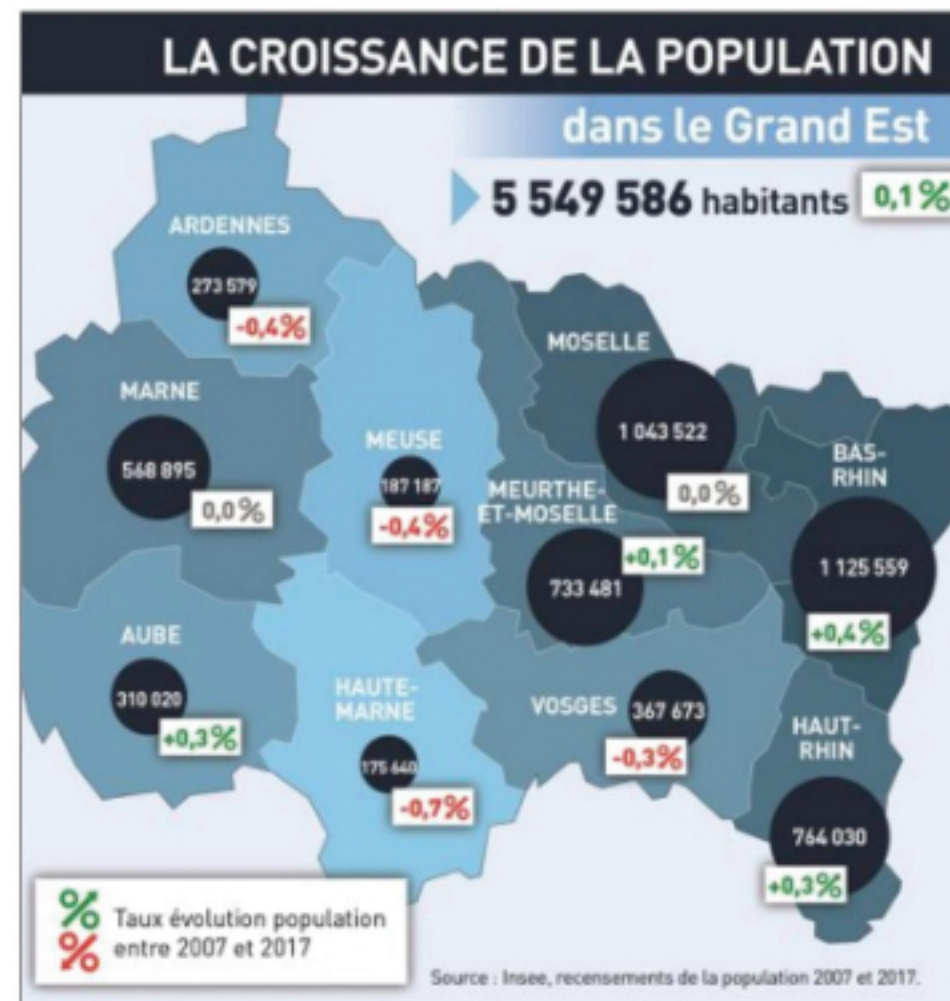 LA CROISSANCE DE LA POPULATION
dans le Grand Est
5 549 586 habitants 0,1%
ARDENNES
273 579
-0,4%
MOSELLE
1 043 522
0,0%
MARNE
568 895
0,0%
MEUSE
187 187
-0,4%
MEURTHE-
ET-MOSELLE
+0,1%
733 481
BAS-
RHIN
1 125 559
+0,4%
AUBE
310 020
+0,3%
HAUTE-
MARNE
175 640
-0,7%
VOSGES 367 673
-0,3%
HAUT-
RHIN
764 030
+0,3%
% Taux évolution population
% entre 2007 et 2017
Source : Insee, recensements de la population 2007 et 2017.